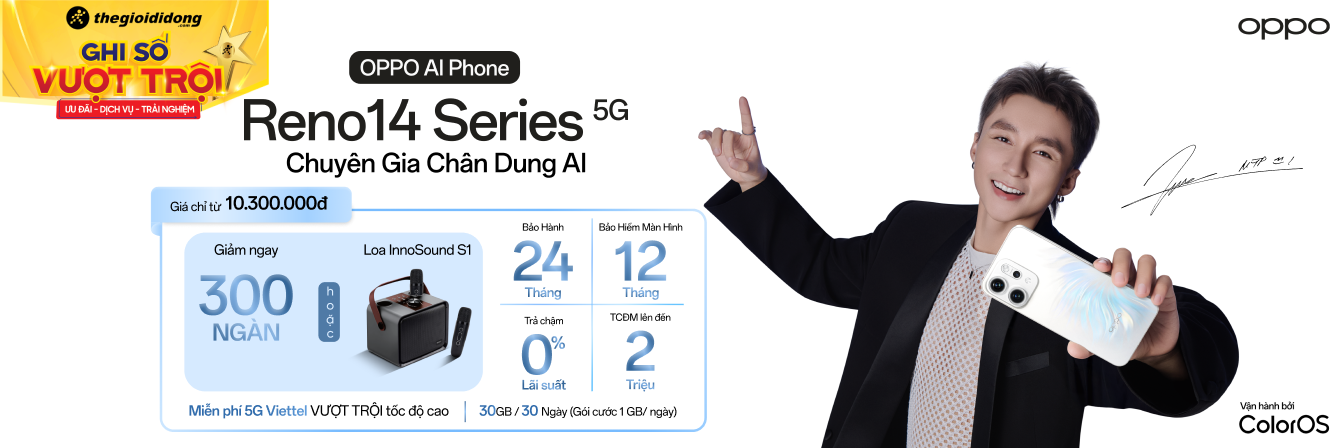 thegioididong
.com
GHI SỐ
VƯỢT TRỘI
ƯU ĐÃI - DỊCH VỤ - TRẢI NGHIỆM
oppo
OPPO AI Phone
Reno14 Series 5G
Chuyên Gia Chân Dung AI
Giá chỉ từ 10.300.000đ
Giảm ngay
300
NGÀN
hoặc
Loa InnoSound S1
Bảo Hành
24
Tháng
Bảo Hiểm Màn Hình
12
Tháng
Trả chậm
0%
Lãi suất
TCĐM lên đến
2
Triệu
Miễn phí 5G Viettel VƯỢT TRỘI tốc độ cao
30GB / 30 Ngày (Gói cước 1 GB/ ngày)
MTP
Vận hành bởi
ColorOS